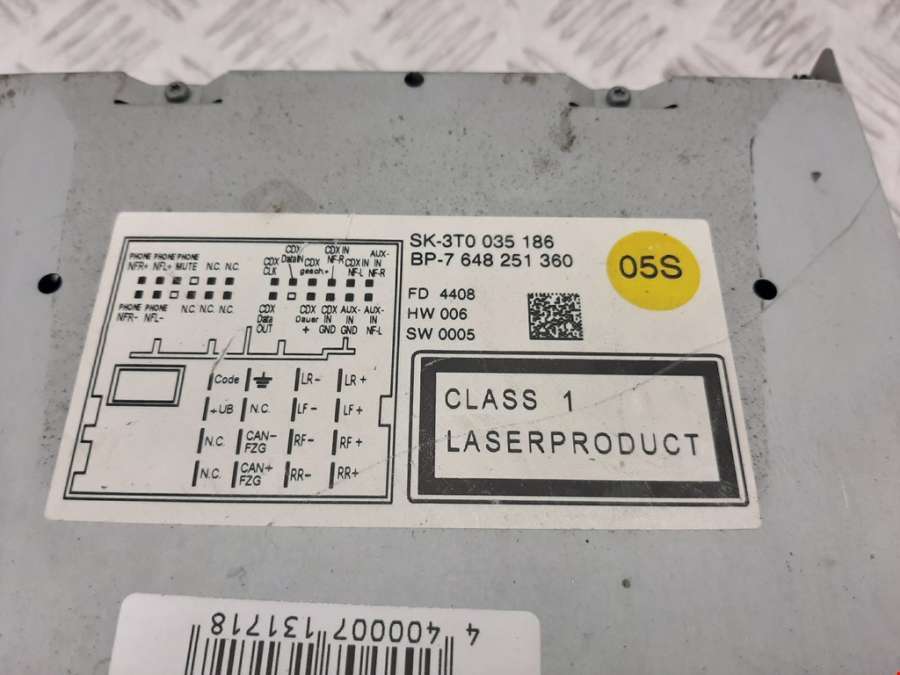 SK-3T0 035 186
BP-7 648 251 360
05S
FD 4408
HW 006
SW 0005
CLASS 1
LASERPRODUCT
PHONE PHONE PHONE
NFR+ NFL+ MUTE N.C. N.C.
PHONE PHONE N.C. N.C. N.C.
NFR- NFL-
CDX CLK
CDX DataIN
CDX gesch.+
CDX IN NF-R
CDX IN NF-L
AUX-IN NF-R
CDX Data OUT
CDX Dauer +
CDX IN GND
AUX-IN GND
AUX-IN NF-L
Code LR- LR+
+UB N.C. LF- LF+
N.C. CAN-FZG RF- RF+
N.C. CAN+FZG RR- RR+
4 400007 131718